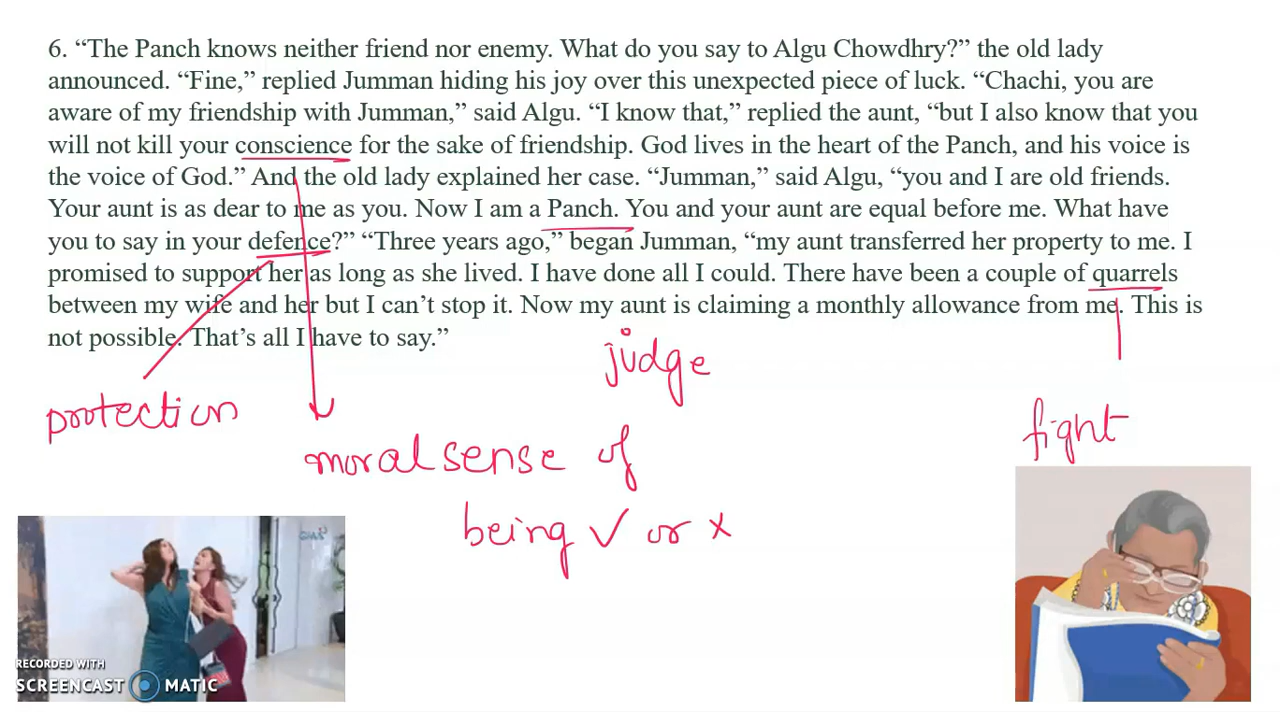 6. “The Panch knows neither friend nor enemy. What do you say to Algu Chowdhry?” the old lady
announced. “Fine,” replied Jumman hiding his joy over this unexpected piece of luck. “Chachi, you are
aware of my friendship with Jumman,” said Algu. “I know that,” replied the aunt, “but I also know that you
will not kill your conscience for the sake of friendship. God lives in the heart of the Panch, and his voice is
the voice of God.” And the old lady explained her case. “Jumman,” said Algu, “you and I are old friends.
Your aunt is as dear to me as you. Now I am a Panch. You and your aunt are equal before me. What have
you to say in your defence?” “Three years ago,” began Jumman, “my aunt transferred her property to me. I
promised to support her as long as she lived. I have done all I could. There have been a couple of quarrels
between my wife and her but I can’t stop it. Now my aunt is claiming a monthly allowance from me. This is
not possible. That’s all I have to say.”
judge
protection
fight
moral sense of
being ✓ or ×
RECORDED WITH
SCREENCAST MATIC